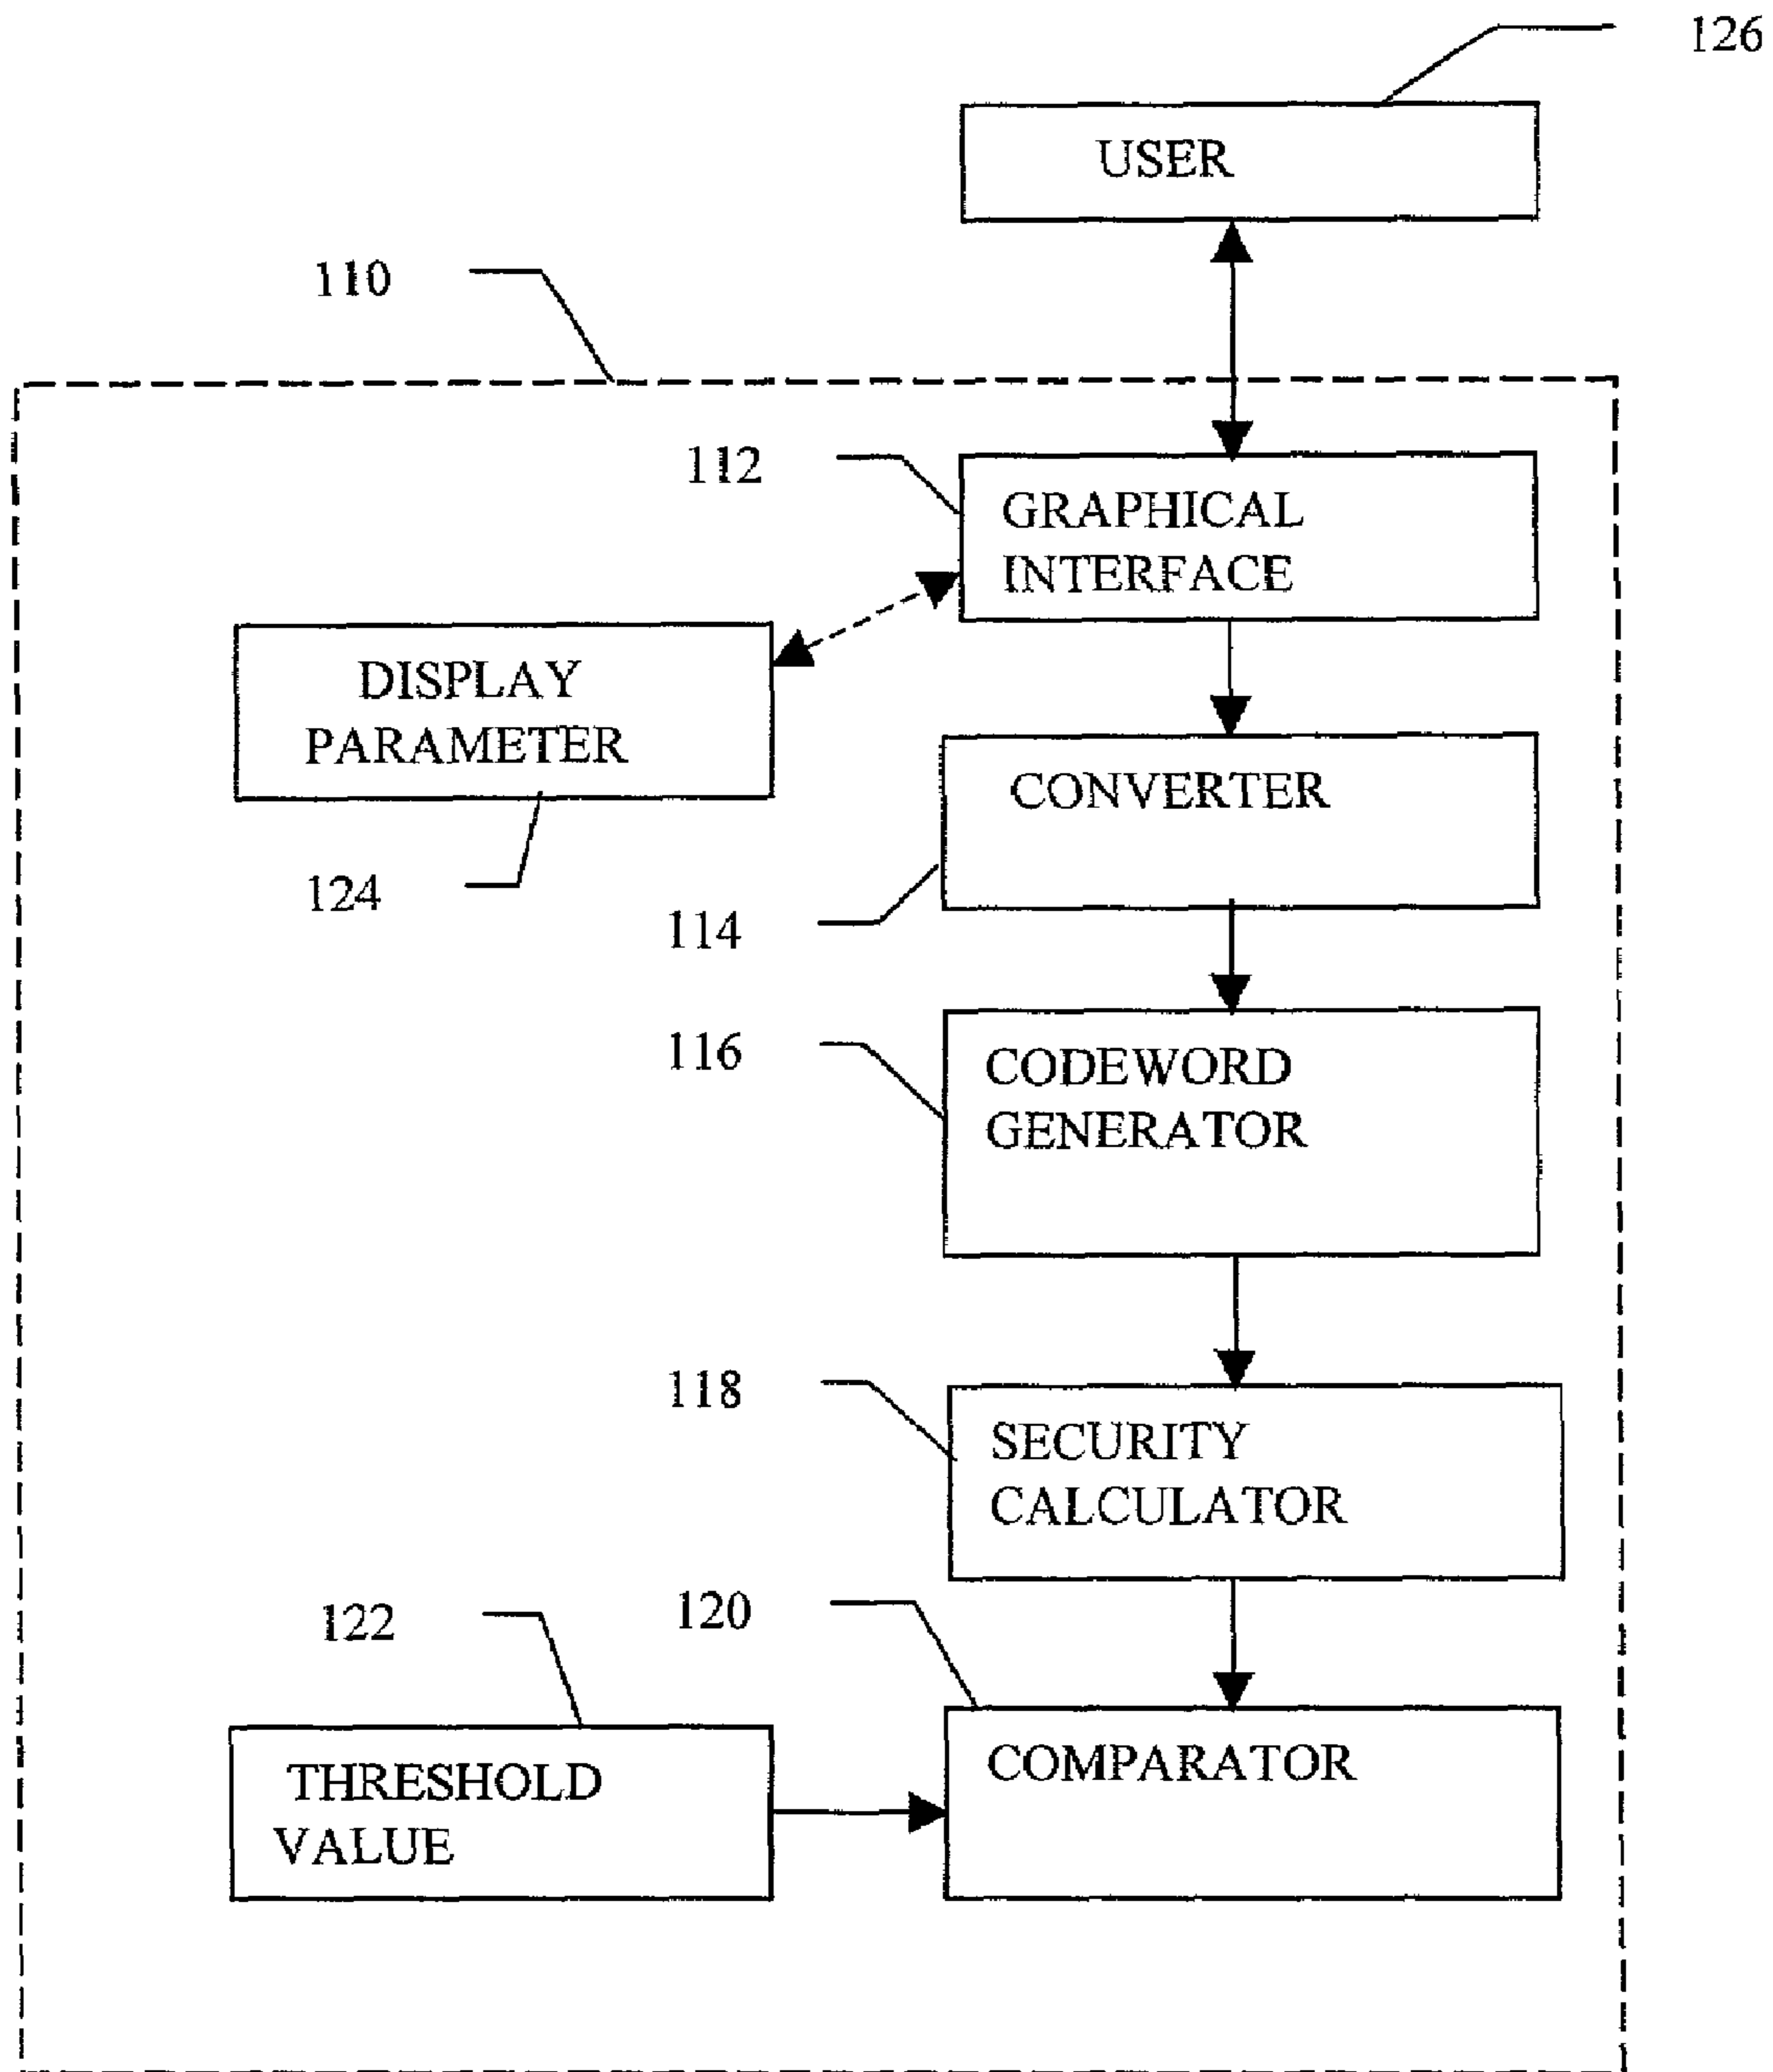 126
USER
110
112
GRAPHICAL
INTERFACE
DISPLAY
PARAMETER
CONVERTER
124
114
116
CODEWORD
GENERATOR
118
SECURITY
CALCULATOR
122
120
THRESHOLD
VALUE
COMPARATOR